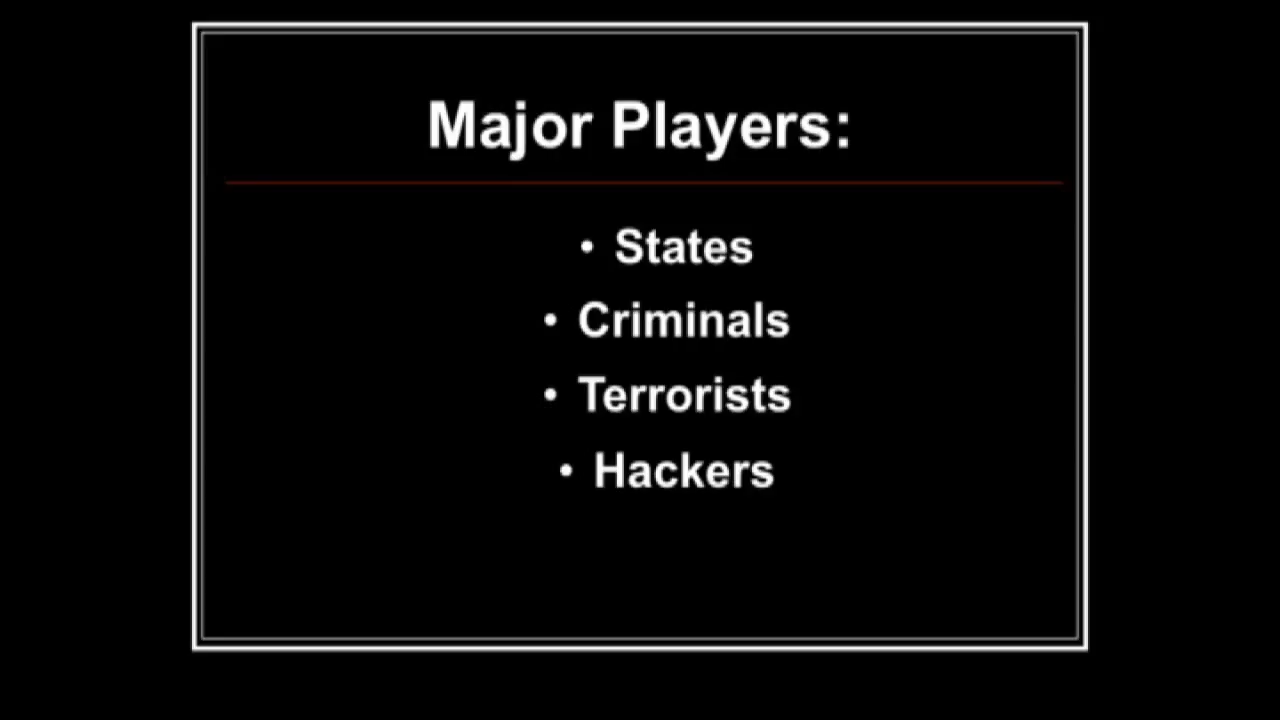 Major Players:
• States
• Criminals
• Terrorists
• Hackers